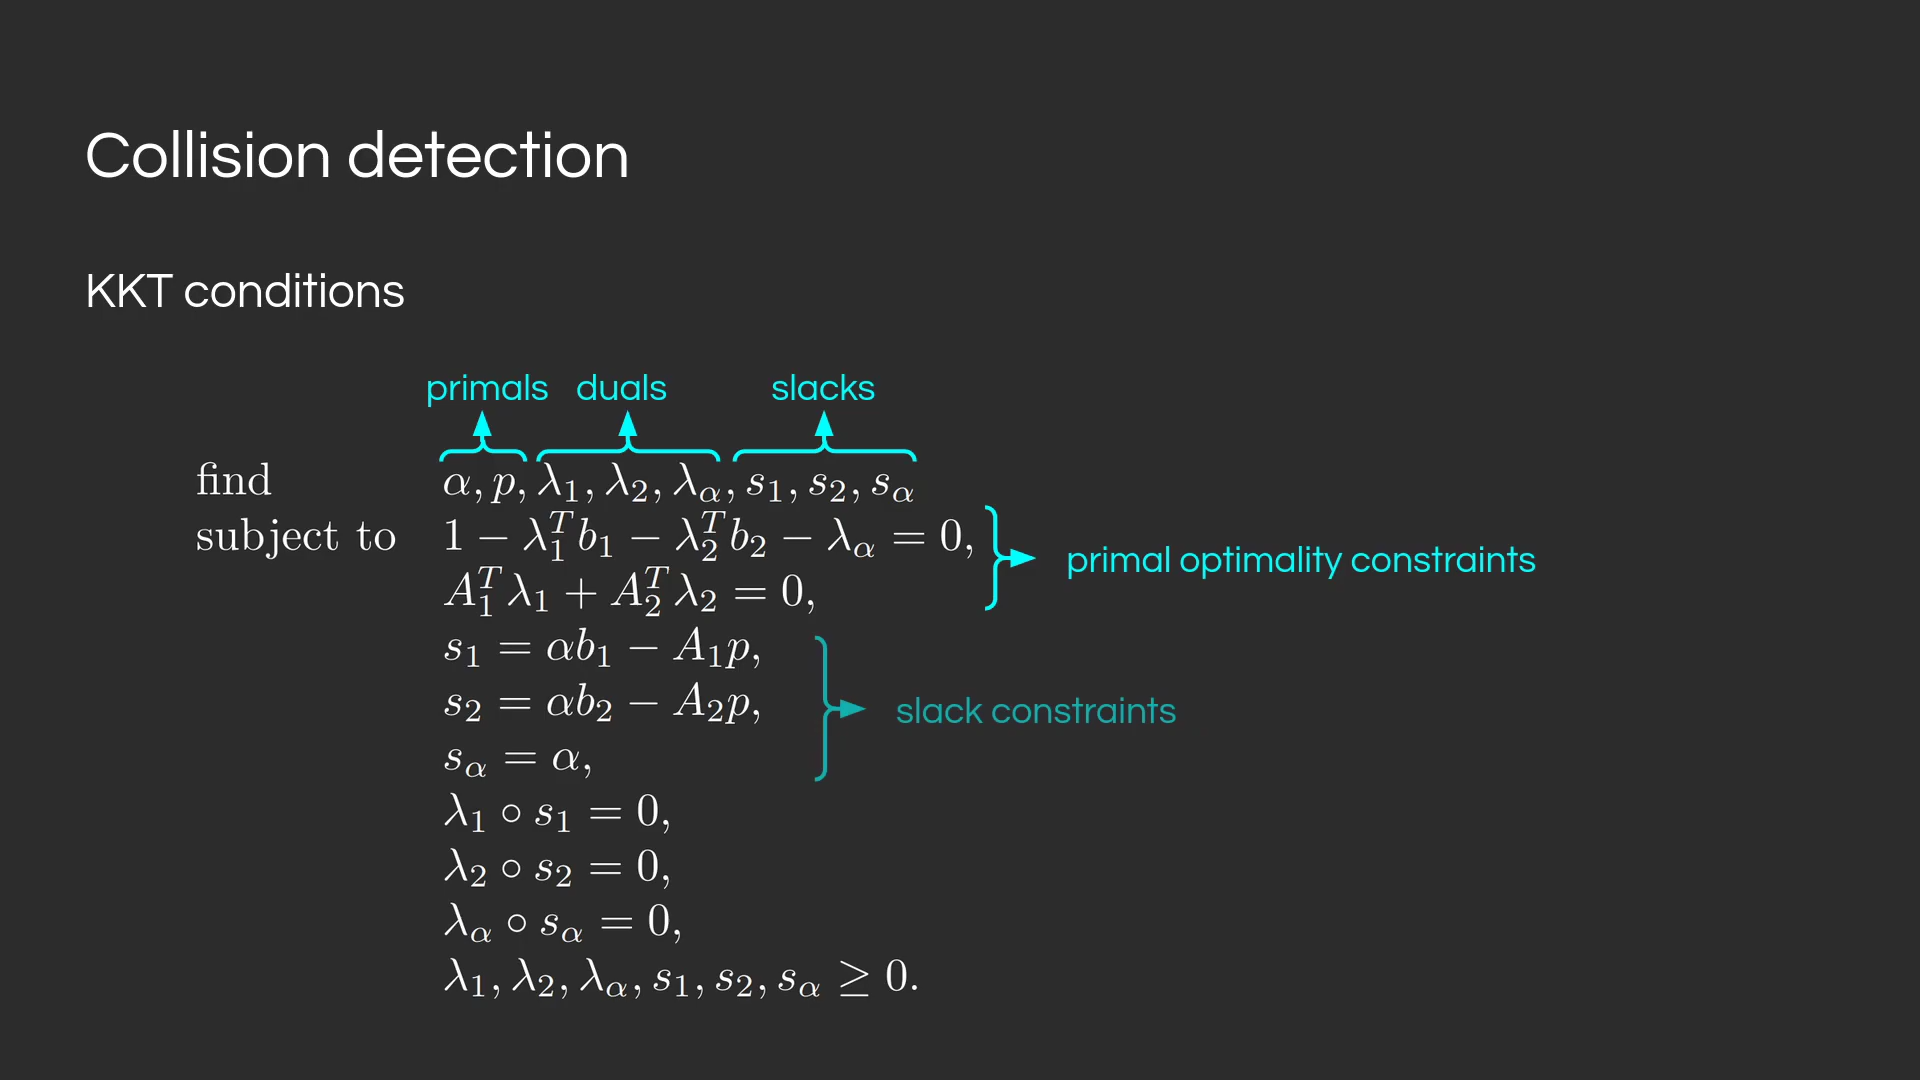 Collision detection
KKT conditions
primals duals slacks
find α, p, λ₁, λ₂, λ_α, s₁, s₂, s_α
subject to 1 − λ₁ᵀb₁ − λ₂ᵀb₂ − λ_α = 0,
primal optimality constraints
A₁ᵀλ₁ + A₂ᵀλ₂ = 0,
s₁ = αb₁ − A₁p,
s₂ = αb₂ − A₂p,
slack constraints
s_α = α,
λ₁ ∘ s₁ = 0,
λ₂ ∘ s₂ = 0,
λ_α ∘ s_α = 0,
λ₁, λ₂, λ_α, s₁, s₂, s_α ≥ 0.